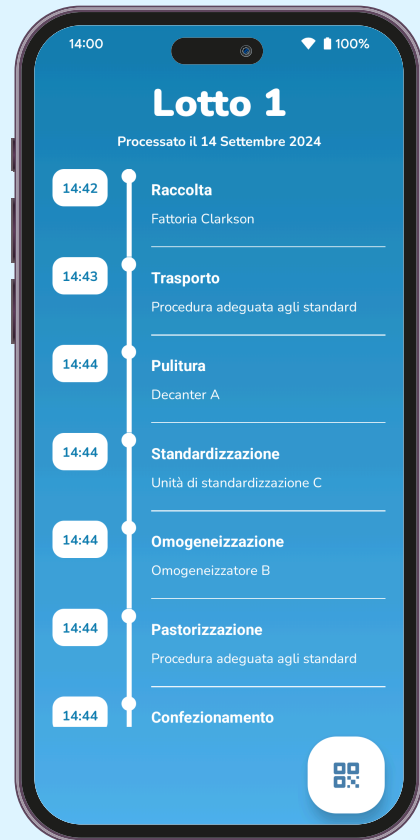 14:00
100%
Lotto 1
Processato il 14 Settembre 2024
14:42
Raccolta
Fattoria Clarkson
14:43
Trasporto
Procedura adeguata agli standard
14:44
Pulitura
Decanter A
14:44
Standardizzazione
Unità di standardizzazione C
14:44
Omogeneizzazione
Omogeneizzatore B
14:44
Pastorizzazione
Procedura adeguata agli standard
14:44
Confezionamento